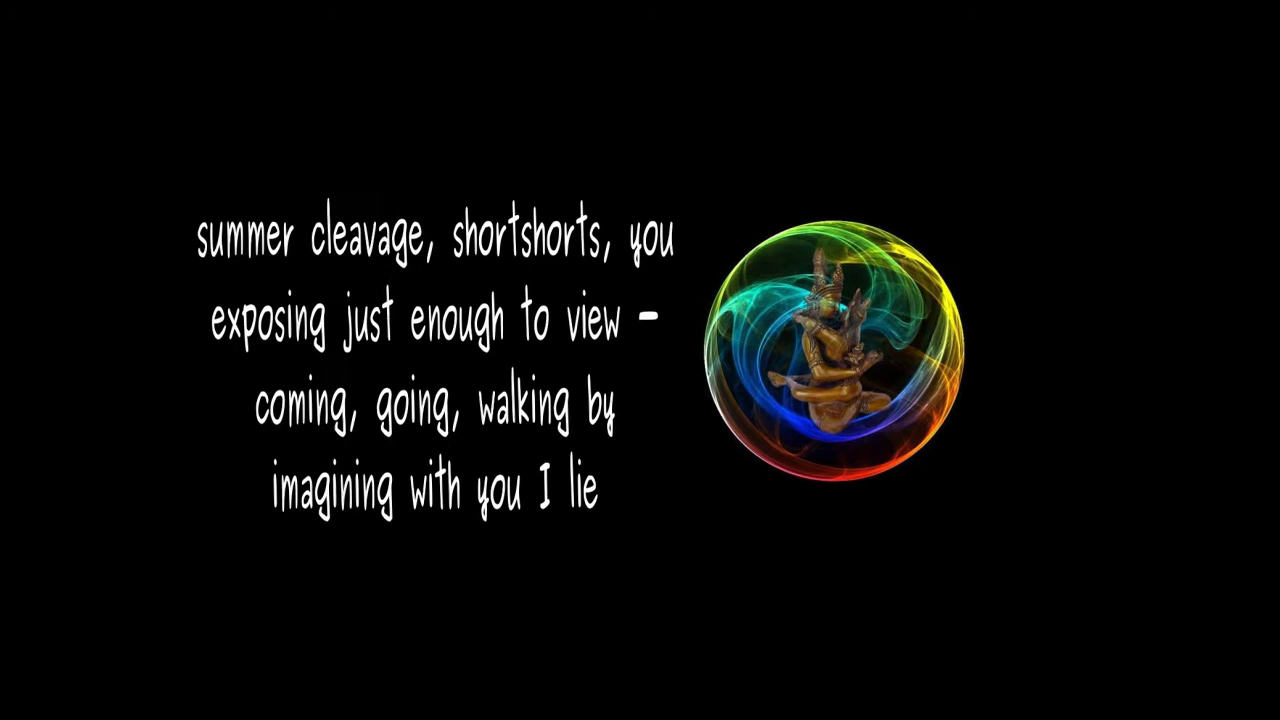 summer cleavage, shortshorts, you
exposing just enough to view -
coming, going, walking by
imagining with you I lie